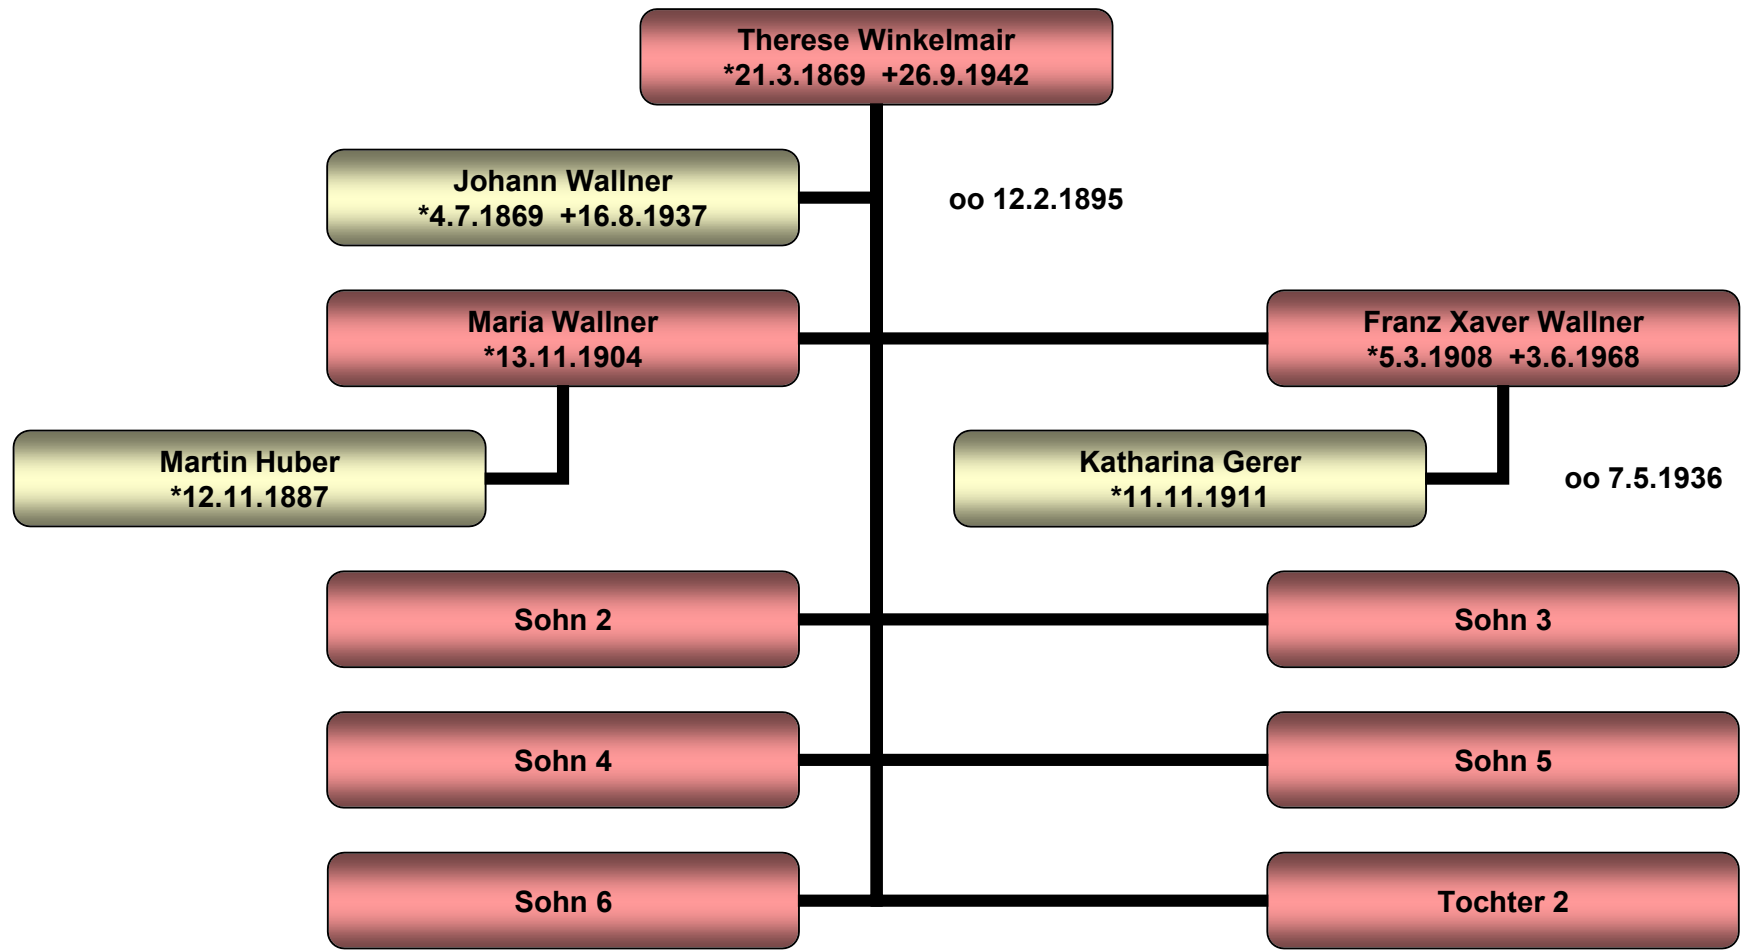 Therese Winkelmair
*21.3.1869 +26.9.1942
Johann Wallner
*4.7.1869 +16.8.1937
oo 12.2.1895
Maria Wallner
*13.11.1904
Franz Xaver Wallner
*5.3.1908 +3.6.1968
Martin Huber
*12.11.1887
Katharina Gerer
*11.11.1911
oo 7.5.1936
Sohn 2
Sohn 3
Sohn 4
Sohn 5
Sohn 6
Tochter 2